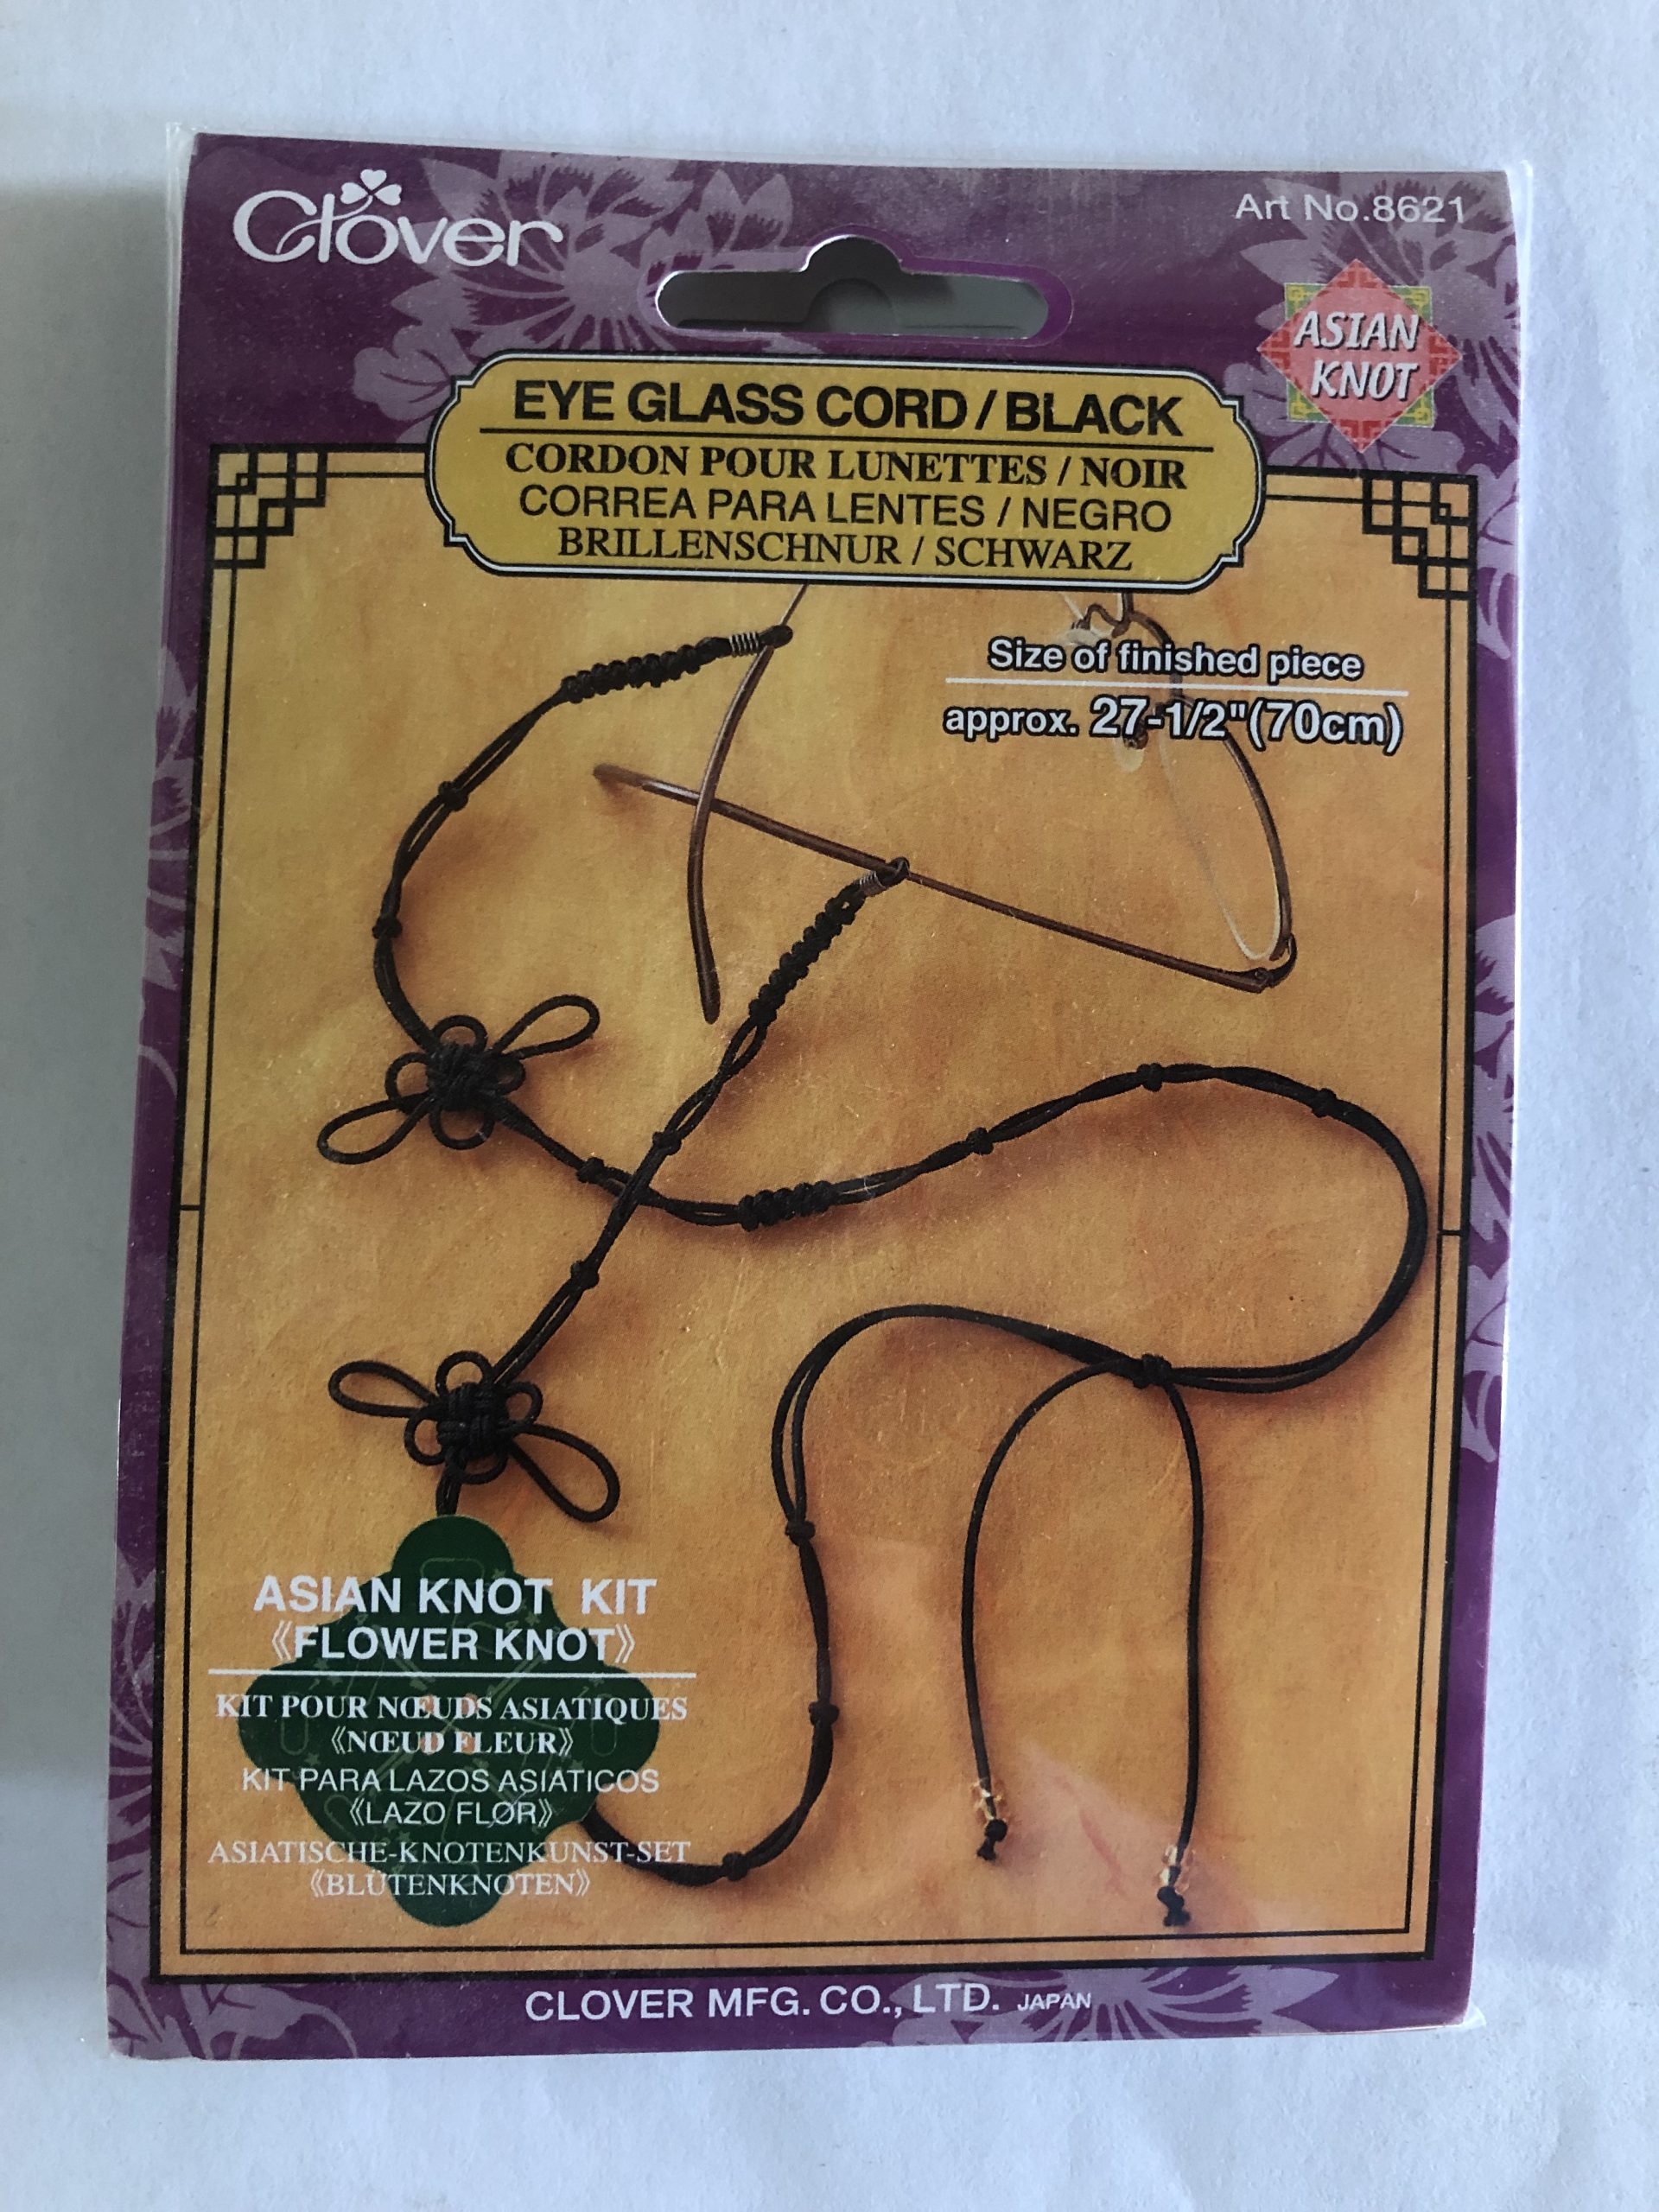 Clover
Art No.8621
ASIAN
KNOT
EYE GLASS CORD / BLACK
CORDON POUR LUNETTES / NOIR
CORREA PARA LENTES / NEGRO
BRILLENSCHNUR / SCHWARZ
Size of finished piece
approx. 27-1/2"(70cm)
ASIAN KNOT KIT
《FLOWER KNOT》
KIT POUR NŒUDS ASIATIQUES
《NŒUD FLEUR》
KIT PARA LAZOS ASIATICOS
《LAZO FLOR》
ASIATISCHE-KNOTENKUNST-SET
《BLÜTENKNOTEN》
CLOVER MFG. CO., LTD. JAPAN